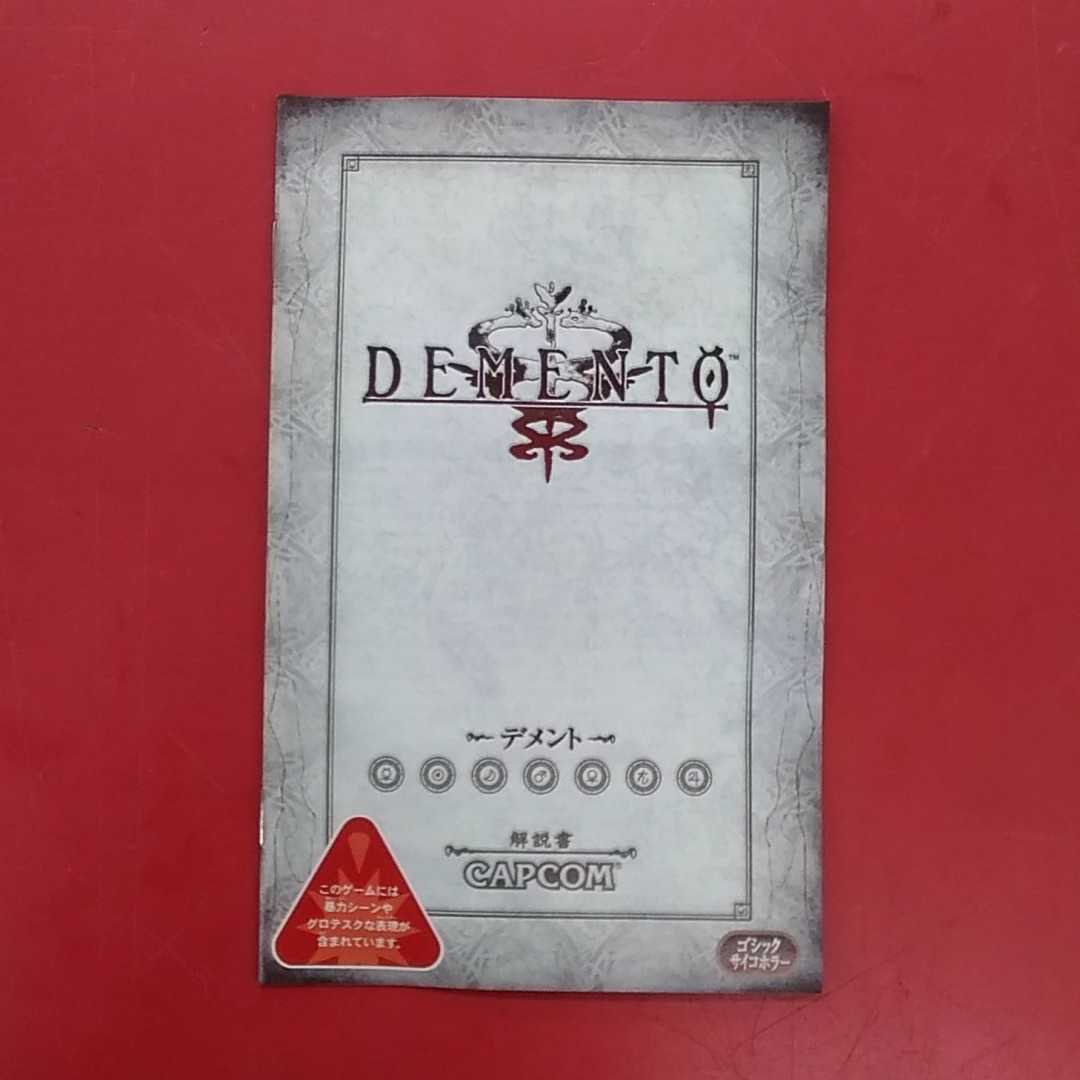 DEMENTO™
デメント
解説書
CAPCOM®
このゲームには
暴力シーンや
グロテスクな表現が
含まれています。
ゴシック
サイコホラー